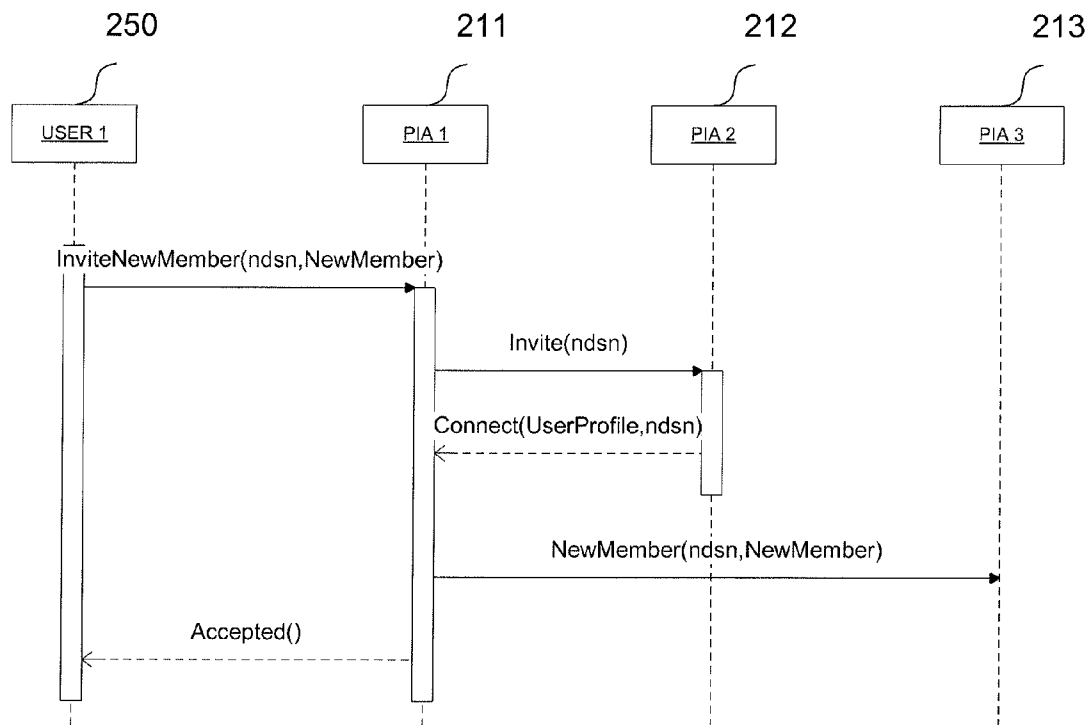 250
211
212
213
USER 1
PIA 1
PIA 2
PIA 3
InviteNewMember(ndsn,NewMember)
Invite(ndsn)
Connect(UserProfile,ndsn)
NewMember(ndsn,NewMember)
Accepted()